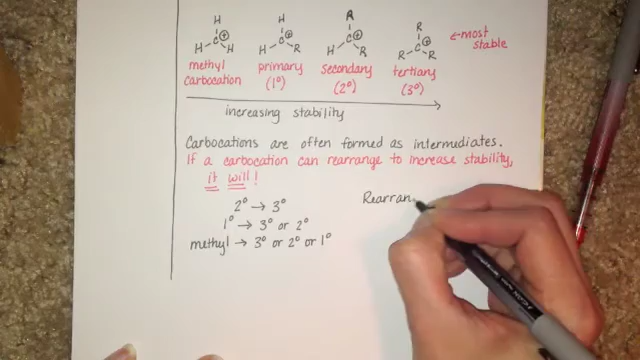 H H R R
C ⊕ C ⊕ C ⊕ C ⊕ ← most stable
H H H R H R R R
methyl carbocation primary (1°) secondary (2°) tertiary (3°)
increasing stability
Carbocations are often formed as intermediates.
If a carbocation can rearrange to increase stability,
it will!
2° → 3°
1° → 3° or 2°
methyl → 3° or 2° or 1°
Rearran